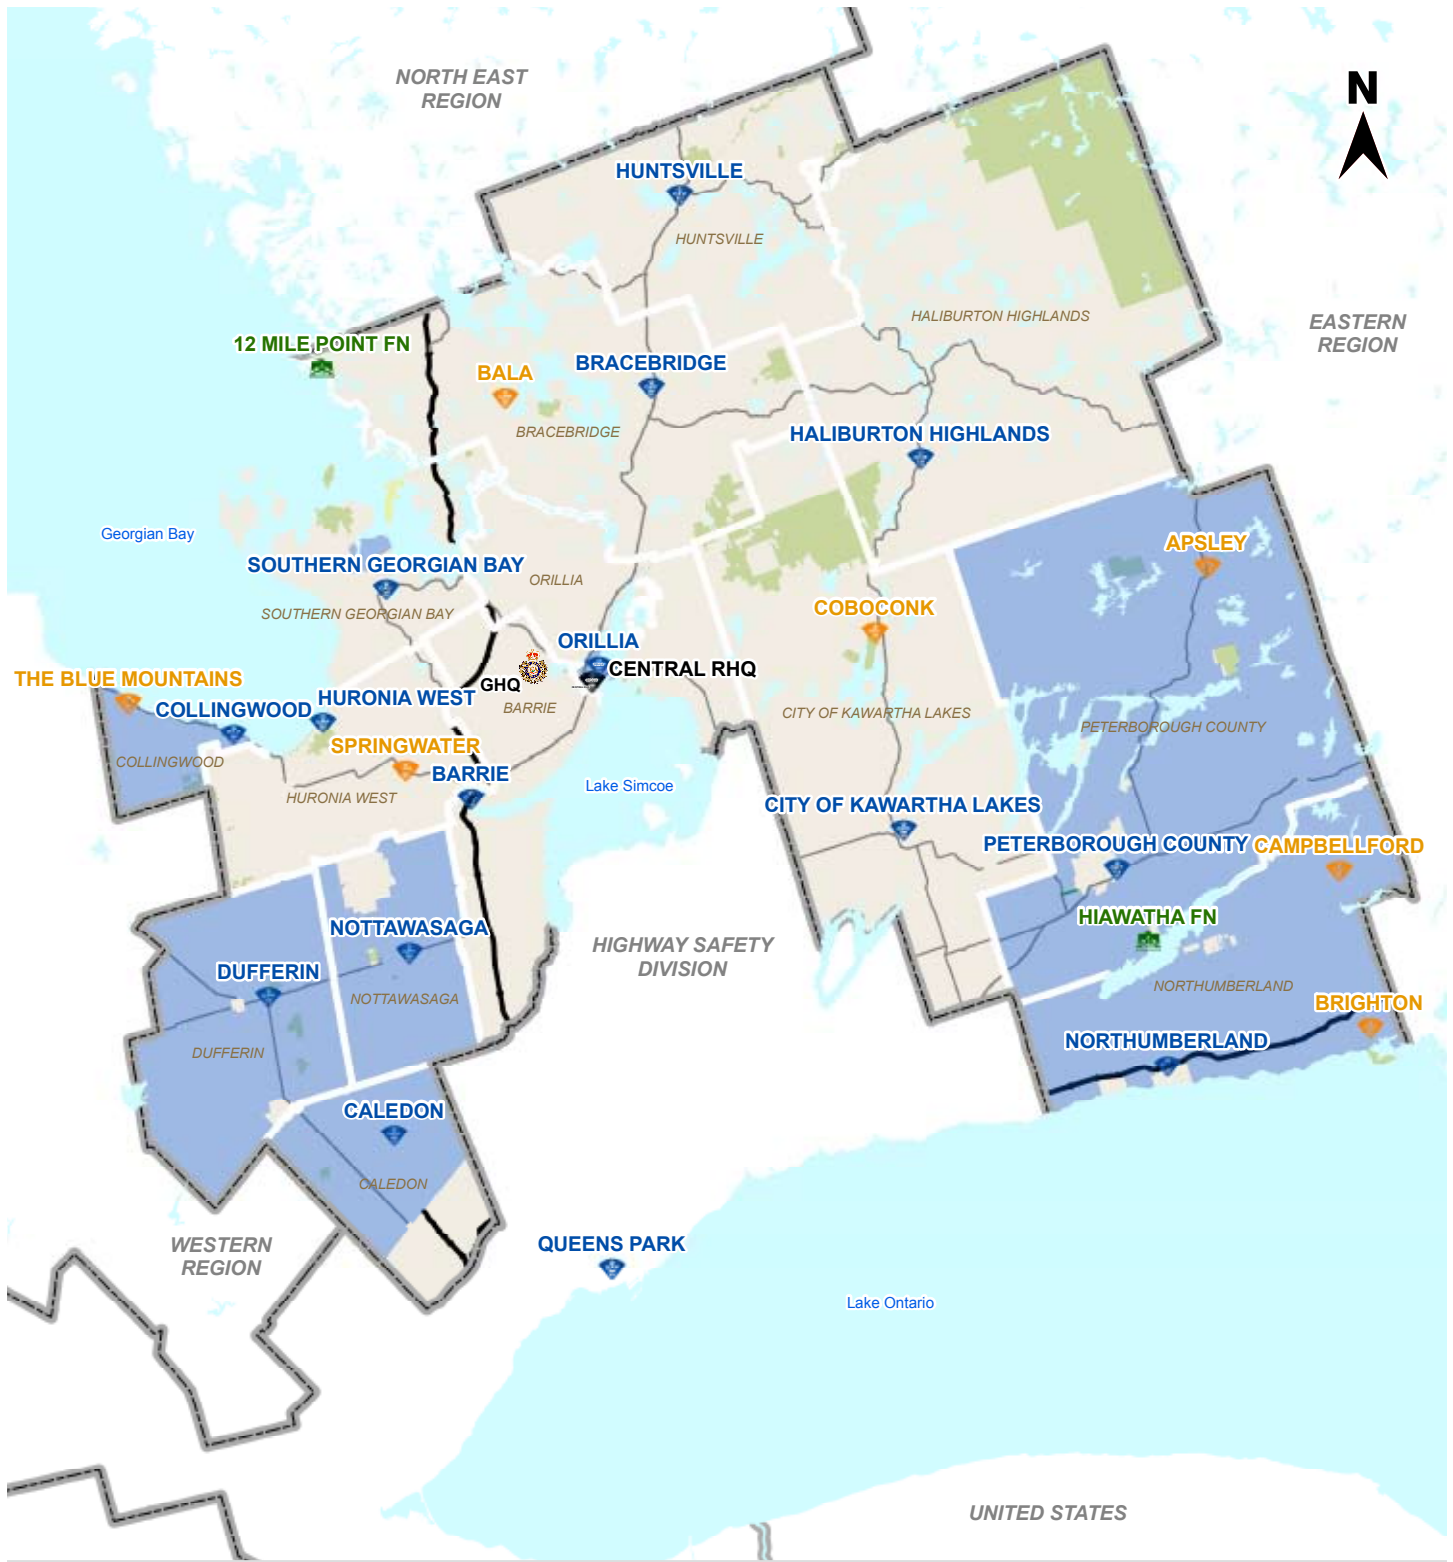 NORTH EAST
REGION
N
HUNTSVILLE
HUNTSVILLE
HALIBURTON HIGHLANDS
EASTERN
REGION
12 MILE POINT FN
BALA
BRACEBRIDGE
BRACEBRIDGE
HALIBURTON HIGHLANDS
Georgian Bay
APSLEY
SOUTHERN GEORGIAN BAY
ORILLIA
SOUTHERN GEORGIAN BAY
COBOCONK
ORILLIA
CENTRAL RHQ
THE BLUE MOUNTAINS
GHQ
HURONIA WEST
COLLINGWOOD
BARRIE
CITY OF KAWARTHA LAKES
PETERBOROUGH COUNTY
SPRINGWATER
COLLINGWOOD
BARRIE
HURONIA WEST
Lake Simcoe
CITY OF KAWARTHA LAKES
PETERBOROUGH COUNTY
CAMPBELLFORD
HIAWATHA FN
NOTTAWASAGA
HIGHWAY SAFETY
DIVISION
DUFFERIN
NOTTAWASAGA
NORTHUMBERLAND
BRIGHTON
DUFFERIN
NORTHUMBERLAND
CALEDON
CALEDON
WESTERN
REGION
QUEENS PARK
Lake Ontario
UNITED STATES